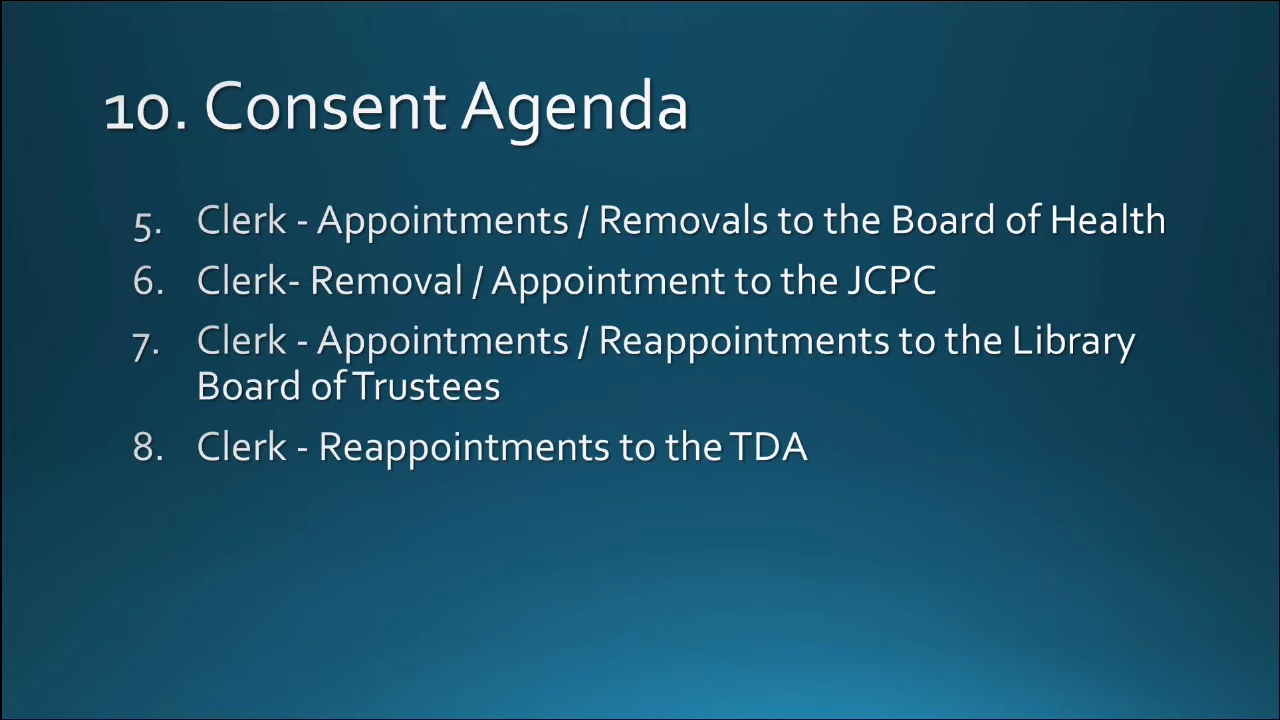 10. Consent Agenda
5. Clerk - Appointments / Removals to the Board of Health
6. Clerk- Removal / Appointment to the JCPC
7. Clerk - Appointments / Reappointments to the Library
Board of Trustees
8. Clerk - Reappointments to the TDA